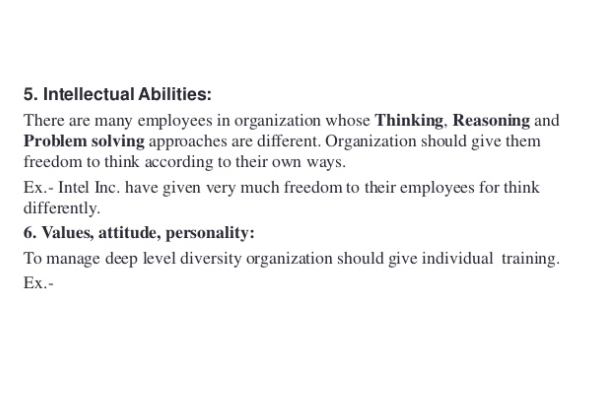 5. Intellectual Abilities:
There are many employees in organization whose Thinking, Reasoning and
Problem solving approaches are different. Organization should give them
freedom to think according to their own ways.
Ex.- Intel Inc. have given very much freedom to their employees for think
differently.
6. Values, attitude, personality:
To manage deep level diversity organization should give individual training.
Ex.-